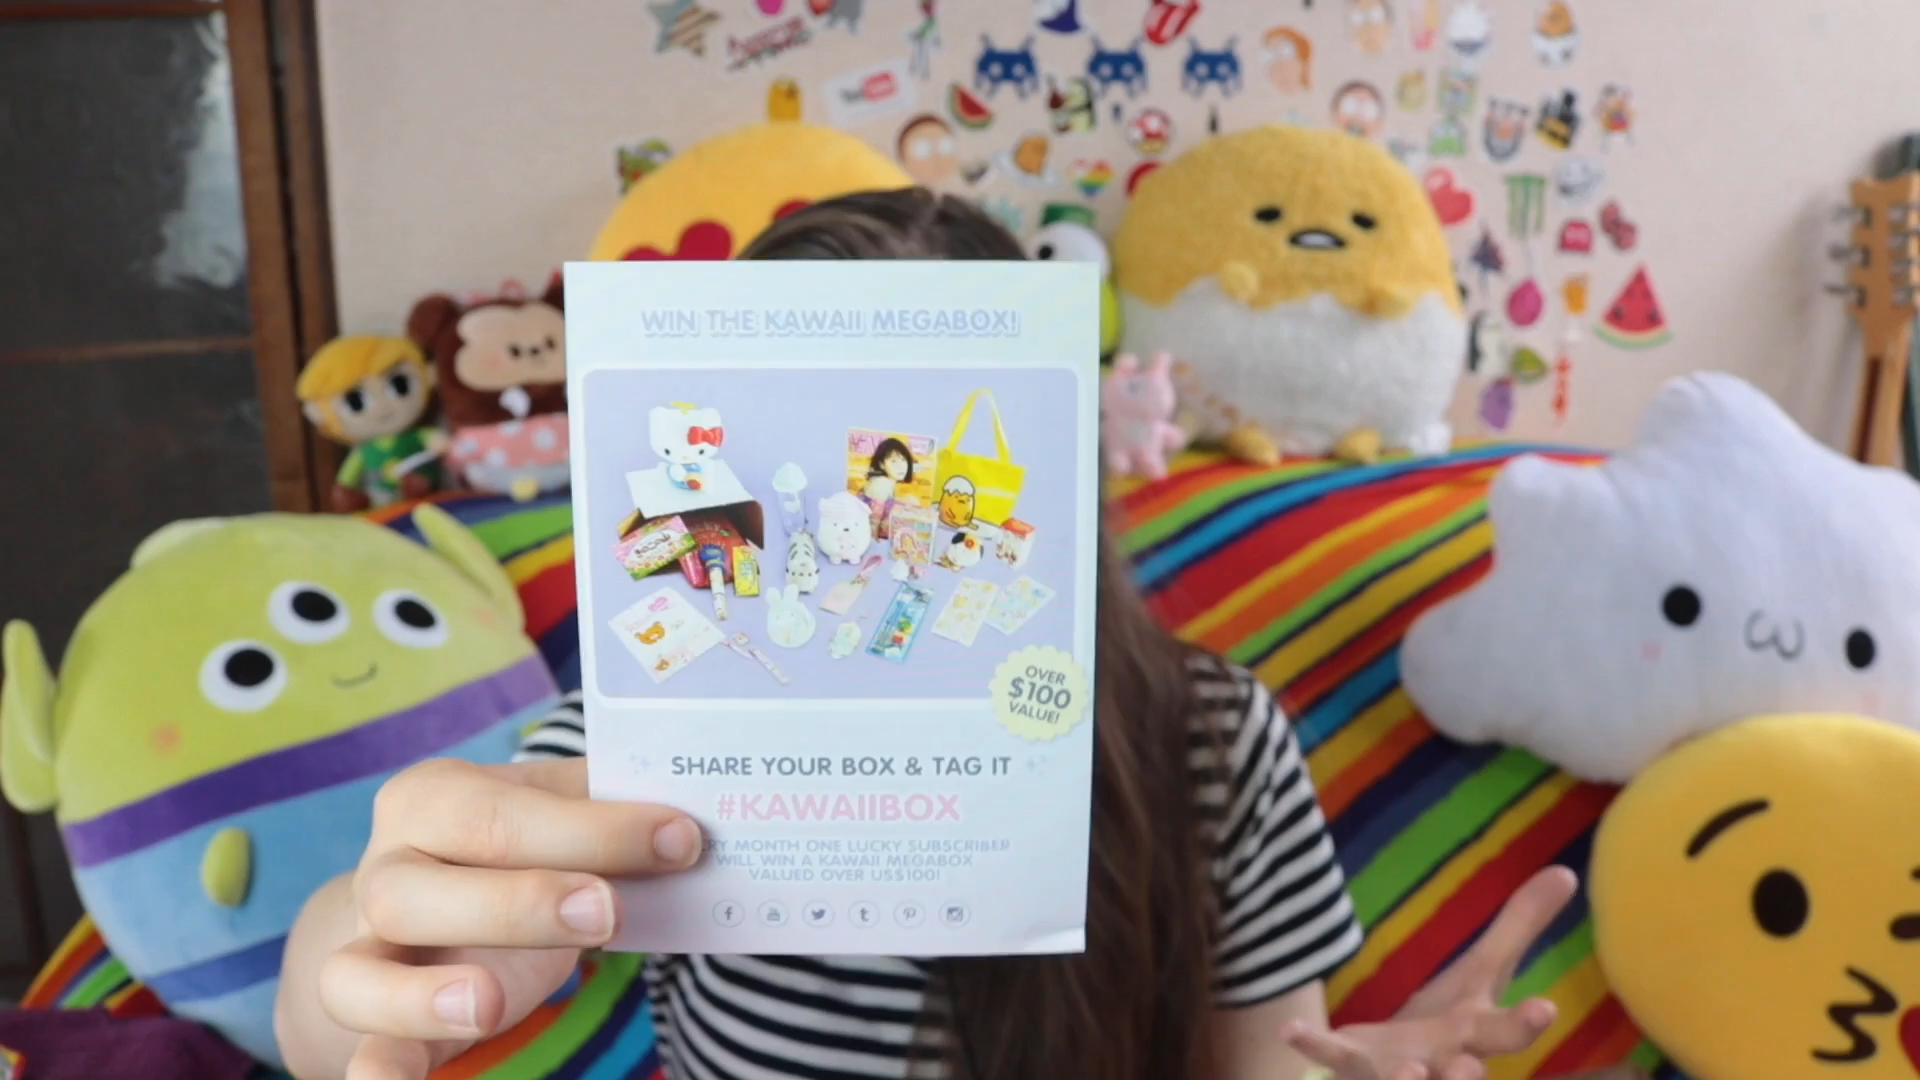 WIN THE KAWAII MEGABOX!
OVER
$100
VALUE!
SHARE YOUR BOX & TAG IT
#KAWAIIBOX
RY MONTH ONE LUCKY SUBSCRIBER
WILL WIN A KAWAII MEGABOX
VALUED OVER US$100!